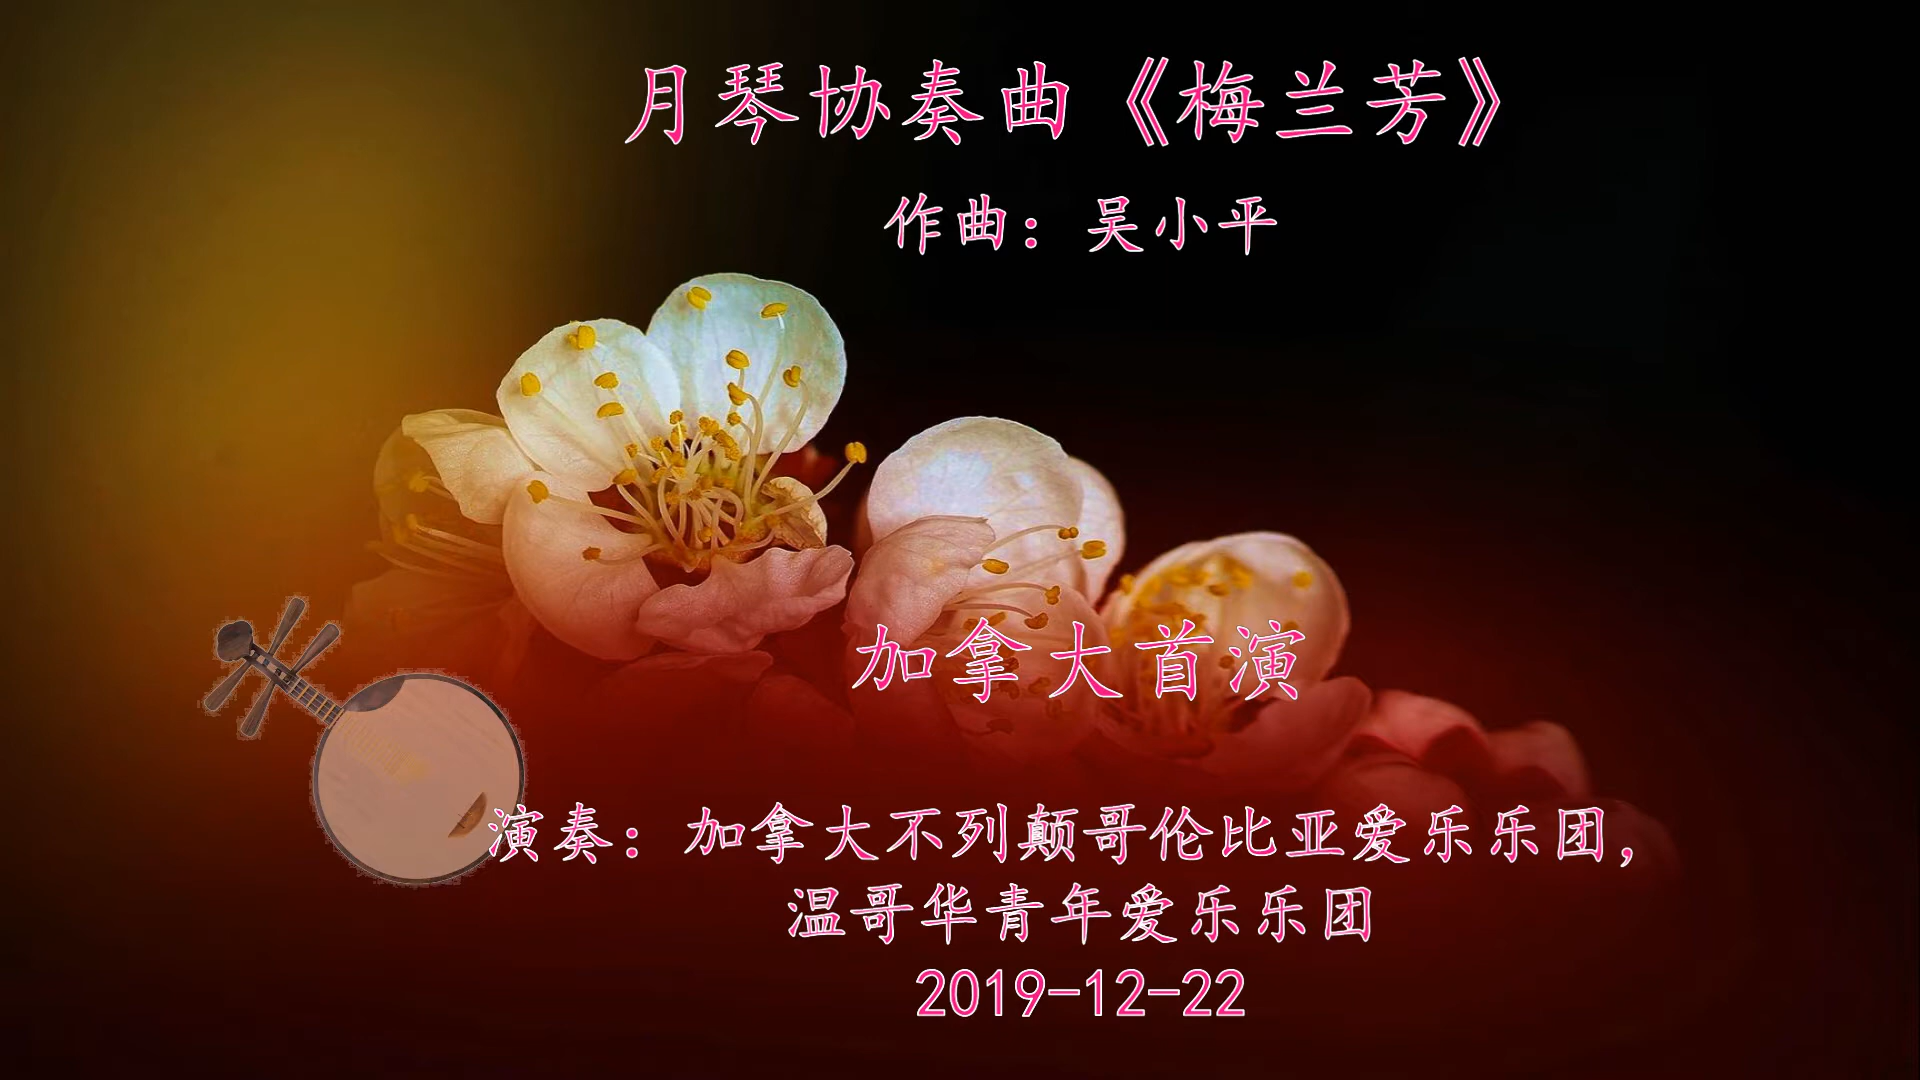 月琴协奏曲《梅兰芳》
作曲：吴小平
加拿大首演
演奏：加拿大不列颠哥伦比亚爱乐乐团，
温哥华青年爱乐乐团
2019-12-22